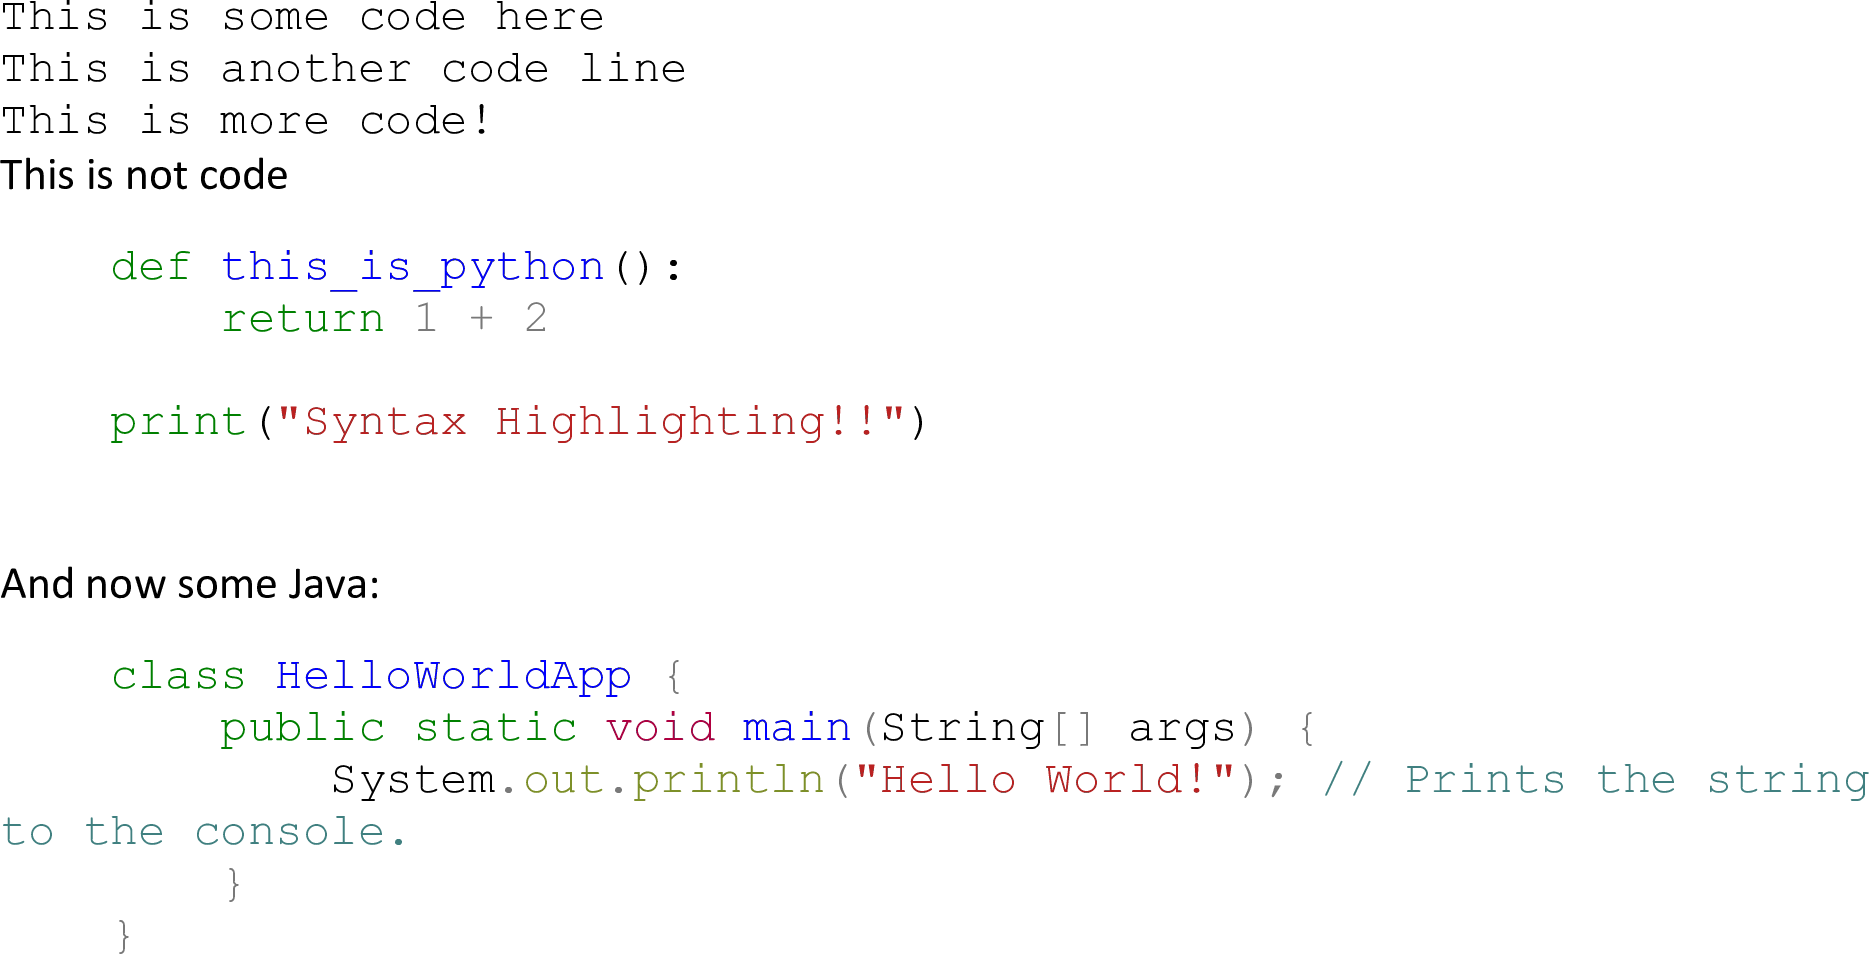 This is some code here
This is another code line
This is more code!
This is not code
    def this_is_python():
        return 1 + 2
    print("Syntax Highlighting!!")
And now some Java:
    class HelloWorldApp {
        public static void main(String[] args) {
            System.out.println("Hello World!"); // Prints the string
to the console.
        }
    }